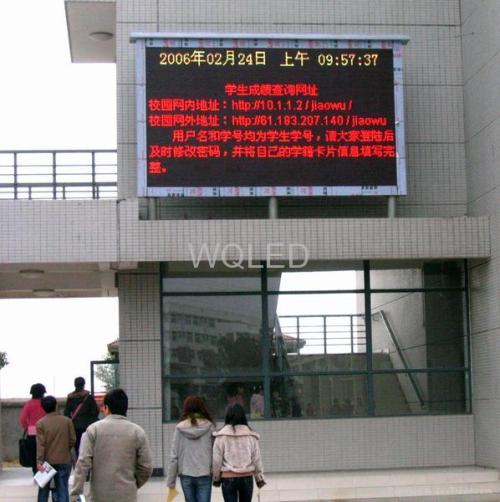 2006年02月24日 上午 09:57:37
学生成绩查询网址
校园网内地址：http://10.1.1.2/jiaowu/
校园网外地址：http://61.183.207.140/jiaowu
用户名和学号均为学生学号，请大家登陆后
及时修改密码，并将自己的学籍卡片信息填写完
整。
WQLED